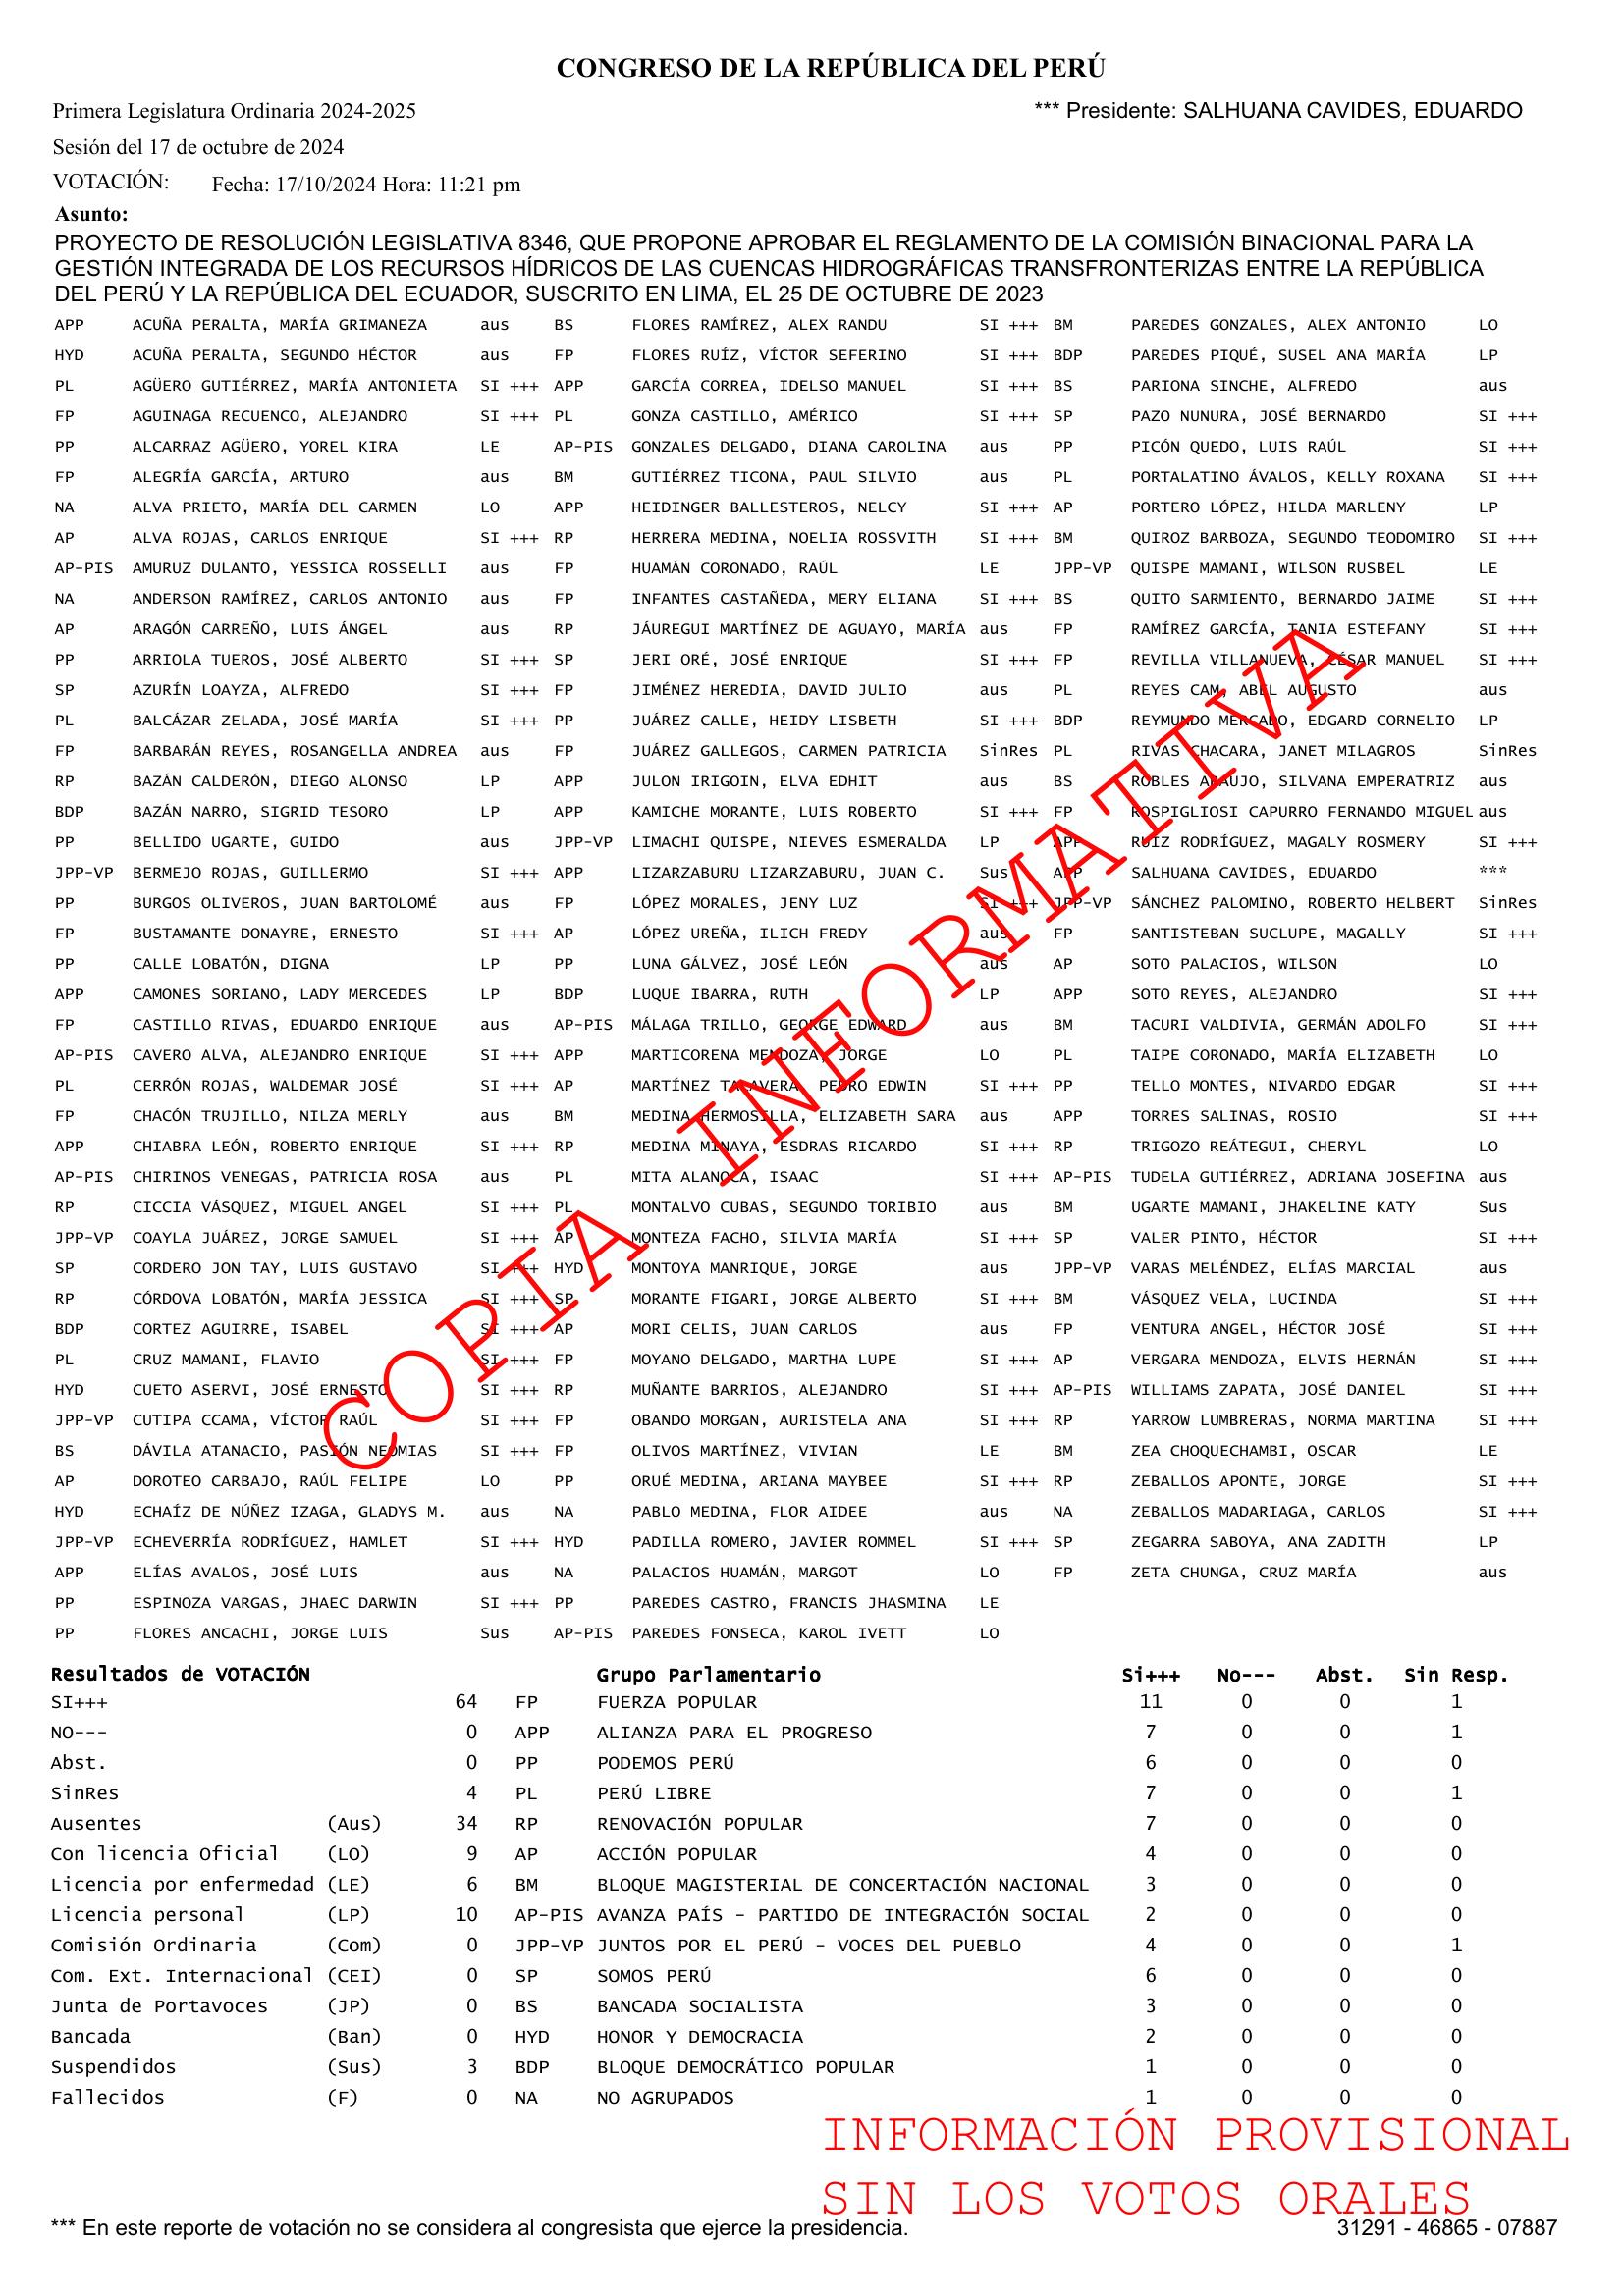 CONGRESO DE LA REPÚBLICA DEL PERÚ
Primera Legislatura Ordinaria 2024-2025 *** Presidente: SALHUANA CAVIDES, EDUARDO
Sesión del 17 de octubre de 2024
VOTACIÓN: Fecha: 17/10/2024 Hora: 11:21 pm
Asunto:
PROYECTO DE RESOLUCIÓN LEGISLATIVA 8346, QUE PROPONE APROBAR EL REGLAMENTO DE LA COMISIÓN BINACIONAL PARA LA
GESTIÓN INTEGRADA DE LOS RECURSOS HÍDRICOS DE LAS CUENCAS HIDROGRÁFICAS TRANSFRONTERIZAS ENTRE LA REPÚBLICA
DEL PERÚ Y LA REPÚBLICA DEL ECUADOR, SUSCRITO EN LIMA, EL 25 DE OCTUBRE DE 2023
APP ACUÑA PERALTA, MARÍA GRIMANEZA aus BS FLORES RAMÍREZ, ALEX RANDU SI +++ BM PAREDES GONZALES, ALEX ANTONIO LO
HYD ACUÑA PERALTA, SEGUNDO HÉCTOR aus FP FLORES RUÍZ, VÍCTOR SEFERINO SI +++ BDP PAREDES PIQUÉ, SUSEL ANA MARÍA LP
PL AGÜERO GUTIÉRREZ, MARÍA ANTONIETA SI +++ APP GARCÍA CORREA, IDELSO MANUEL SI +++ BS PARIONA SINCHE, ALFREDO aus
FP AGUINAGA RECUENCO, ALEJANDRO SI +++ PL GONZA CASTILLO, AMÉRICO SI +++ SP PAZO NUNURA, JOSÉ BERNARDO SI +++
PP ALCARRAZ AGÜERO, YOREL KIRA LE AP-PIS GONZALES DELGADO, DIANA CAROLINA aus PP PICÓN QUEDO, LUIS RAÚL SI +++
FP ALEGRÍA GARCÍA, ARTURO aus BM GUTIÉRREZ TICONA, PAUL SILVIO aus PL PORTALATINO ÁVALOS, KELLY ROXANA SI +++
NA ALVA PRIETO, MARÍA DEL CARMEN LO APP HEIDINGER BALLESTEROS, NELCY SI +++ AP PORTERO LÓPEZ, HILDA MARLENY LP
AP ALVA ROJAS, CARLOS ENRIQUE SI +++ RP HERRERA MEDINA, NOELIA ROSSVITH SI +++ BM QUIROZ BARBOZA, SEGUNDO TEODOMIRO SI +++
AP-PIS AMURUZ DULANTO, YESSICA ROSSELLI aus FP HUAMÁN CORONADO, RAÚL LE JPP-VP QUISPE MAMANI, WILSON RUSBEL LE
NA ANDERSON RAMÍREZ, CARLOS ANTONIO aus FP INFANTES CASTAÑEDA, MERY ELIANA SI +++ BS QUITO SARMIENTO, BERNARDO JAIME SI +++
AP ARAGÓN CARREÑO, LUIS ÁNGEL aus RP JÁUREGUI MARTÍNEZ DE AGUAYO, MARÍA aus FP RAMÍREZ GARCÍA, TANIA ESTEFANY SI +++
PP ARRIOLA TUEROS, JOSÉ ALBERTO SI +++ SP JERI ORÉ, JOSÉ ENRIQUE SI +++ FP REVILLA VILLANUEVA, CÉSAR MANUEL SI +++
SP AZURÍN LOAYZA, ALFREDO SI +++ FP JIMÉNEZ HEREDIA, DAVID JULIO aus PL REYES CAM, ABEL AUGUSTO aus
PL BALCÁZAR ZELADA, JOSÉ MARÍA SI +++ PP JUÁREZ CALLE, HEIDY LISBETH SI +++ BDP REYMUNDO MERCADO, EDGARD CORNELIO LP
FP BARBARÁN REYES, ROSANGELLA ANDREA aus FP JUÁREZ GALLEGOS, CARMEN PATRICIA SinRes PL RIVAS CHACARA, JANET MILAGROS SinRes
RP BAZÁN CALDERÓN, DIEGO ALONSO LP APP JULON IRIGOIN, ELVA EDHIT aus BS ROBLES ARAUJO, SILVANA EMPERATRIZ aus
BDP BAZÁN NARRO, SIGRID TESORO LP APP KAMICHE MORANTE, LUIS ROBERTO SI +++ FP ROSPIGLIOSI CAPURRO FERNANDO MIGUEL aus
PP BELLIDO UGARTE, GUIDO aus JPP-VP LIMACHI QUISPE, NIEVES ESMERALDA LP APP RUIZ RODRÍGUEZ, MAGALY ROSMERY SI +++
JPP-VP BERMEJO ROJAS, GUILLERMO SI +++ APP LIZARZABURU LIZARZABURU, JUAN C. Sus APP SALHUANA CAVIDES, EDUARDO ***
PP BURGOS OLIVEROS, JUAN BARTOLOMÉ aus FP LÓPEZ MORALES, JENY LUZ SI +++ JPP-VP SÁNCHEZ PALOMINO, ROBERTO HELBERT SinRes
FP BUSTAMANTE DONAYRE, ERNESTO SI +++ AP LÓPEZ UREÑA, ILICH FREDY aus FP SANTISTEBAN SUCLUPE, MAGALLY SI +++
PP CALLE LOBATÓN, DIGNA LP PP LUNA GÁLVEZ, JOSÉ LEÓN aus AP SOTO PALACIOS, WILSON LO
APP CAMONES SORIANO, LADY MERCEDES LP BDP LUQUE IBARRA, RUTH LP APP SOTO REYES, ALEJANDRO SI +++
FP CASTILLO RIVAS, EDUARDO ENRIQUE aus AP-PIS MÁLAGA TRILLO, GEORGE EDWARD aus BM TACURI VALDIVIA, GERMÁN ADOLFO SI +++
AP-PIS CAVERO ALVA, ALEJANDRO ENRIQUE SI +++ APP MARTICORENA MENDOZA, JORGE LO PL TAIPE CORONADO, MARÍA ELIZABETH LO
PL CERRÓN ROJAS, WALDEMAR JOSÉ SI +++ AP MARTÍNEZ TALAVERA, PEDRO EDWIN SI +++ PP TELLO MONTES, NIVARDO EDGAR SI +++
FP CHACÓN TRUJILLO, NILZA MERLY aus BM MEDINA HERMOSILLA, ELIZABETH SARA aus APP TORRES SALINAS, ROSIO SI +++
APP CHIABRA LEÓN, ROBERTO ENRIQUE SI +++ RP MEDINA MINAYA, ESDRAS RICARDO SI +++ RP TRIGOZO REÁTEGUI, CHERYL LO
AP-PIS CHIRINOS VENEGAS, PATRICIA ROSA aus PL MITA ALANOCA, ISAAC SI +++ AP-PIS TUDELA GUTIÉRREZ, ADRIANA JOSEFINA aus
RP CICCIA VÁSQUEZ, MIGUEL ANGEL SI +++ PL MONTALVO CUBAS, SEGUNDO TORIBIO aus BM UGARTE MAMANI, JHAKELINE KATY Sus
JPP-VP COAYLA JUÁREZ, JORGE SAMUEL SI +++ AP MONTEZA FACHO, SILVIA MARÍA SI +++ SP VALER PINTO, HÉCTOR SI +++
SP CORDERO JON TAY, LUIS GUSTAVO SI +++ HYD MONTOYA MANRIQUE, JORGE aus JPP-VP VARAS MELÉNDEZ, ELÍAS MARCIAL aus
RP CÓRDOVA LOBATÓN, MARÍA JESSICA SI +++ SP MORANTE FIGARI, JORGE ALBERTO SI +++ BM VÁSQUEZ VELA, LUCINDA SI +++
BDP CORTEZ AGUIRRE, ISABEL SI +++ AP MORI CELIS, JUAN CARLOS aus FP VENTURA ANGEL, HÉCTOR JOSÉ SI +++
PL CRUZ MAMANI, FLAVIO SI +++ FP MOYANO DELGADO, MARTHA LUPE SI +++ AP VERGARA MENDOZA, ELVIS HERNÁN SI +++
HYD CUETO ASERVI, JOSÉ ERNESTO SI +++ RP MUÑANTE BARRIOS, ALEJANDRO SI +++ AP-PIS WILLIAMS ZAPATA, JOSÉ DANIEL SI +++
JPP-VP CUTIPA CCAMA, VÍCTOR RAÚL SI +++ FP OBANDO MORGAN, AURISTELA ANA SI +++ RP YARROW LUMBRERAS, NORMA MARTINA SI +++
BS DÁVILA ATANACIO, PASIÓN NEOMIAS SI +++ FP OLIVOS MARTÍNEZ, VIVIAN LE BM ZEA CHOQUECHAMBI, OSCAR LE
AP DOROTEO CARBAJO, RAÚL FELIPE LO PP ORUÉ MEDINA, ARIANA MAYBEE SI +++ RP ZEBALLOS APONTE, JORGE SI +++
HYD ECHAÍZ DE NÚÑEZ IZAGA, GLADYS M. aus NA PABLO MEDINA, FLOR AIDEE aus NA ZEBALLOS MADARIAGA, CARLOS SI +++
JPP-VP ECHEVERRÍA RODRÍGUEZ, HAMLET SI +++ HYD PADILLA ROMERO, JAVIER ROMMEL SI +++ SP ZEGARRA SABOYA, ANA ZADITH LP
APP ELÍAS AVALOS, JOSÉ LUIS aus NA PALACIOS HUAMÁN, MARGOT LO FP ZETA CHUNGA, CRUZ MARÍA aus
PP ESPINOZA VARGAS, JHAEC DARWIN SI +++ PP PAREDES CASTRO, FRANCIS JHASMINA LE
PP FLORES ANCACHI, JORGE LUIS Sus AP-PIS PAREDES FONSECA, KAROL IVETT LO
COPIA INFORMATIVA
Resultados de VOTACIÓN Grupo Parlamentario Si+++ No--- Abst. Sin Resp.
SI+++ 64 FP FUERZA POPULAR 11 0 0 1
NO--- 0 APP ALIANZA PARA EL PROGRESO 7 0 0 1
Abst. 0 PP PODEMOS PERÚ 6 0 0 0
SinRes 4 PL PERÚ LIBRE 7 0 0 1
Ausentes (Aus) 34 RP RENOVACIÓN POPULAR 7 0 0 0
Con licencia Oficial (LO) 9 AP ACCIÓN POPULAR 4 0 0 0
Licencia por enfermedad (LE) 6 BM BLOQUE MAGISTERIAL DE CONCERTACIÓN NACIONAL 3 0 0 0
Licencia personal (LP) 10 AP-PIS AVANZA PAÍS - PARTIDO DE INTEGRACIÓN SOCIAL 2 0 0 0
Comisión Ordinaria (Com) 0 JPP-VP JUNTOS POR EL PERÚ - VOCES DEL PUEBLO 4 0 0 1
Com. Ext. Internacional (CEI) 0 SP SOMOS PERÚ 6 0 0 0
Junta de Portavoces (JP) 0 BS BANCADA SOCIALISTA 3 0 0 0
Bancada (Ban) 0 HYD HONOR Y DEMOCRACIA 2 0 0 0
Suspendidos (Sus) 3 BDP BLOQUE DEMOCRÁTICO POPULAR 1 0 0 0
Fallecidos (F) 0 NA NO AGRUPADOS 1 0 0 0
INFORMACIÓN PROVISIONAL
SIN LOS VOTOS ORALES
*** En este reporte de votación no se considera al congresista que ejerce la presidencia. 31291 - 46865 - 07887